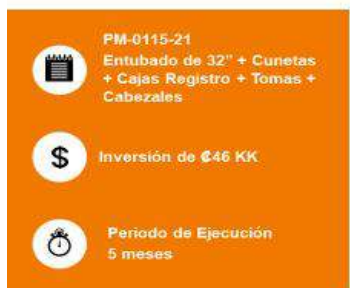 PM-0115-21
Entubado de 32” + Cunetas
+ Cajas Registro + Tomas +
Cabezales
$
Inversión de ₡46 KK
Periodo de Ejecución
5 meses